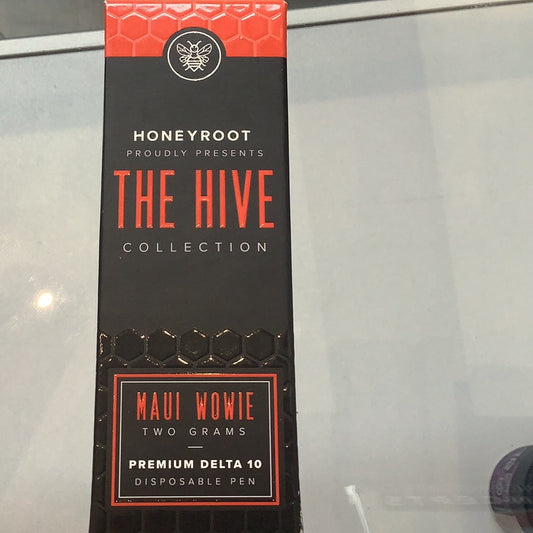 HONEYROOT
PROUDLY PRESENTS
THE HIVE
COLLECTION
MAUI WOWIE
TWO GRAMS
PREMIUM DELTA 10
DISPOSABLE PEN